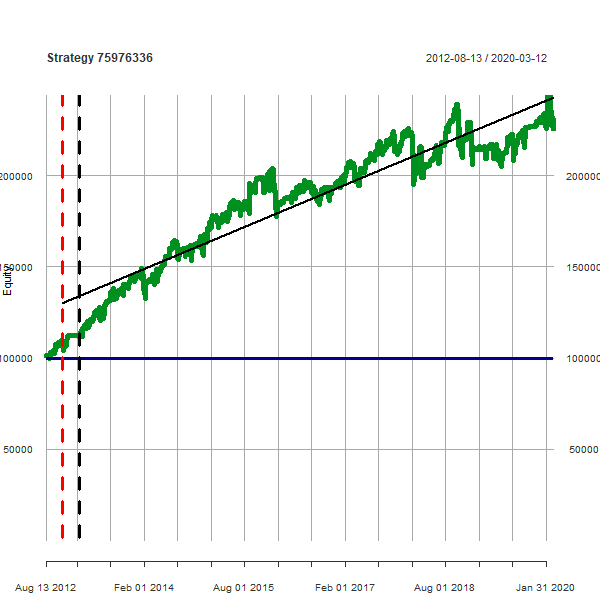 Strategy 75976336 2012-08-13 / 2020-03-12
200000 200000
150000 150000
Equity
100000 100000
50000 50000
Aug 13 2012 Feb 01 2014 Aug 01 2015 Feb 01 2017 Aug 01 2018 Jan 31 2020